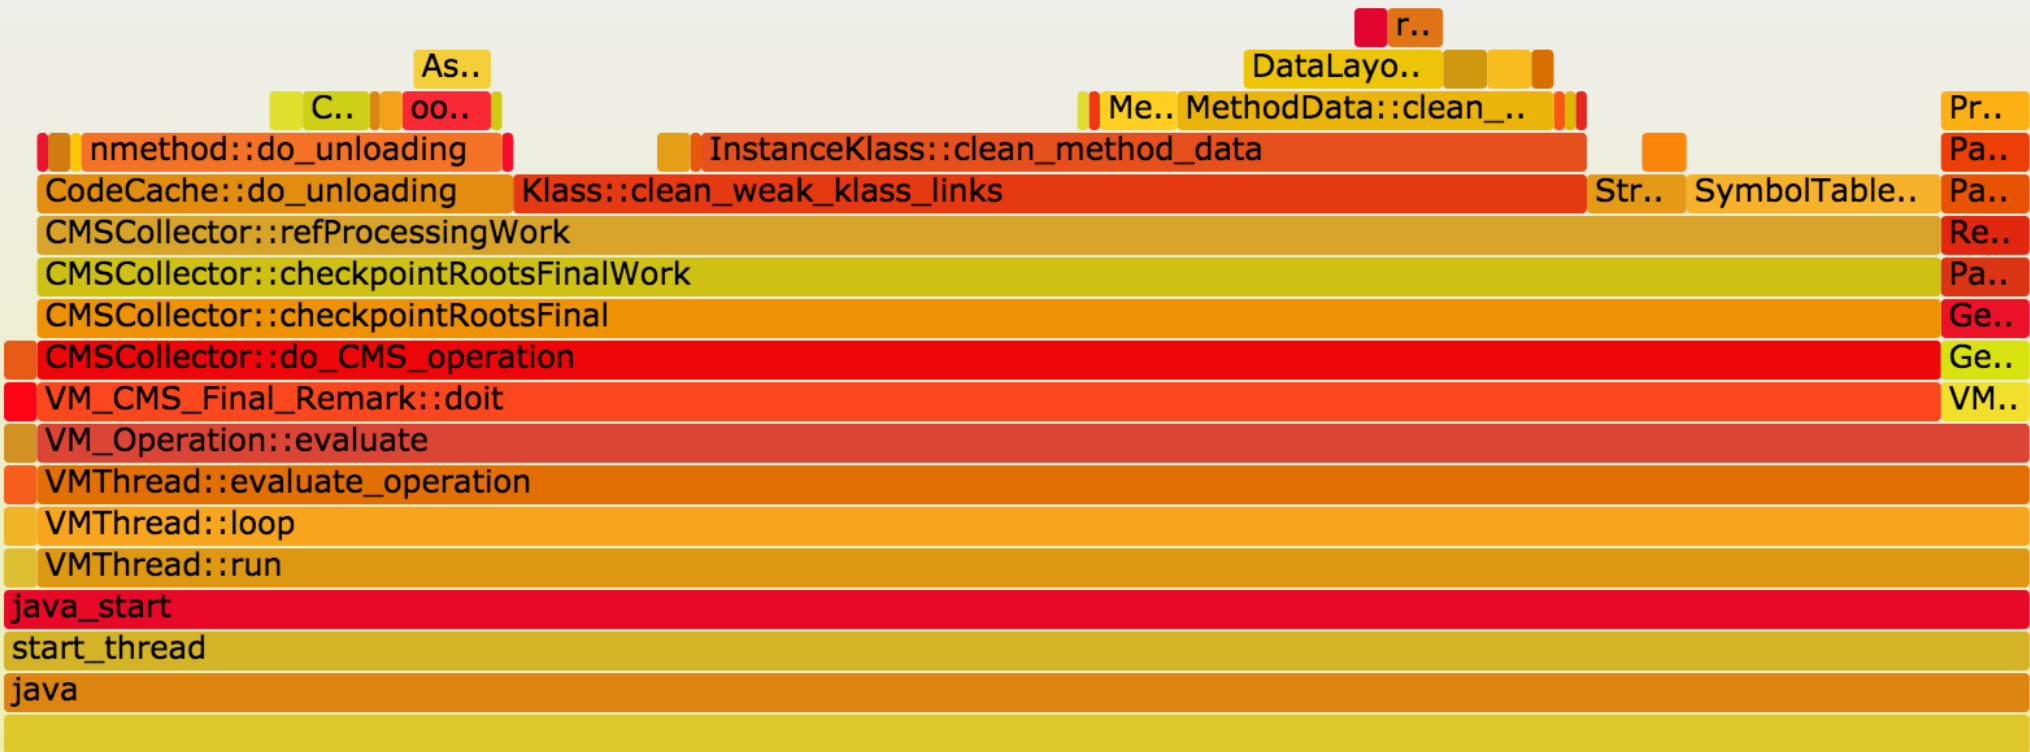 r..
As.. DataLayo..
C.. oo.. Me.. MethodData::clean_.. Pr..
nmethod::do_unloading InstanceKlass::clean_method_data Pa..
CodeCache::do_unloading Klass::clean_weak_klass_links Str.. SymbolTable.. Pa..
CMSCollector::refProcessingWork Re..
CMSCollector::checkpointRootsFinalWork Pa..
CMSCollector::checkpointRootsFinal Ge..
CMSCollector::do_CMS_operation Ge..
VM_CMS_Final_Remark::doit VM..
VM_Operation::evaluate
VMThread::evaluate_operation
VMThread::loop
VMThread::run
java_start
start_thread
java